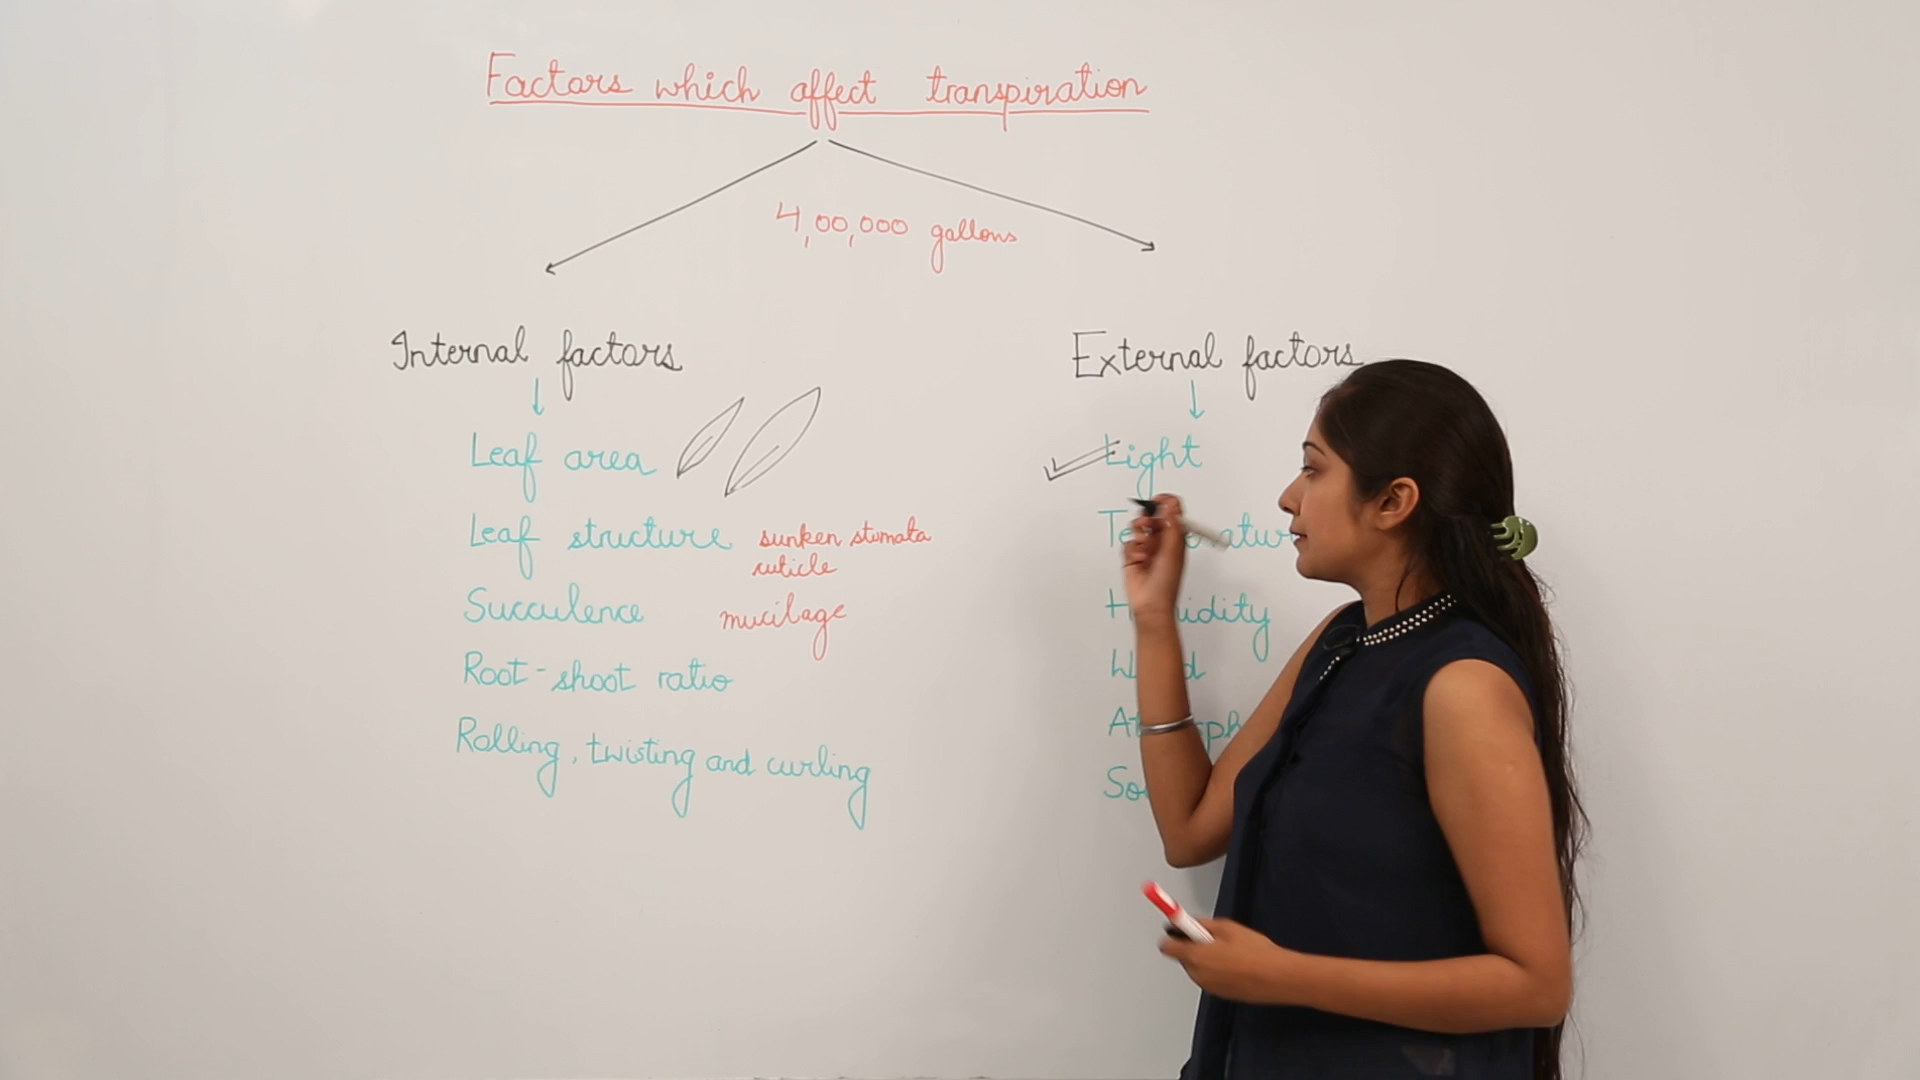 Factors which affect transpiration
4,00,000 gallons
Internal factors
Leaf area
Leaf structure sunken stomata
cuticle
Succulence mucilage
Root-shoot ratio
Rolling, twisting and curling
External factors
Light